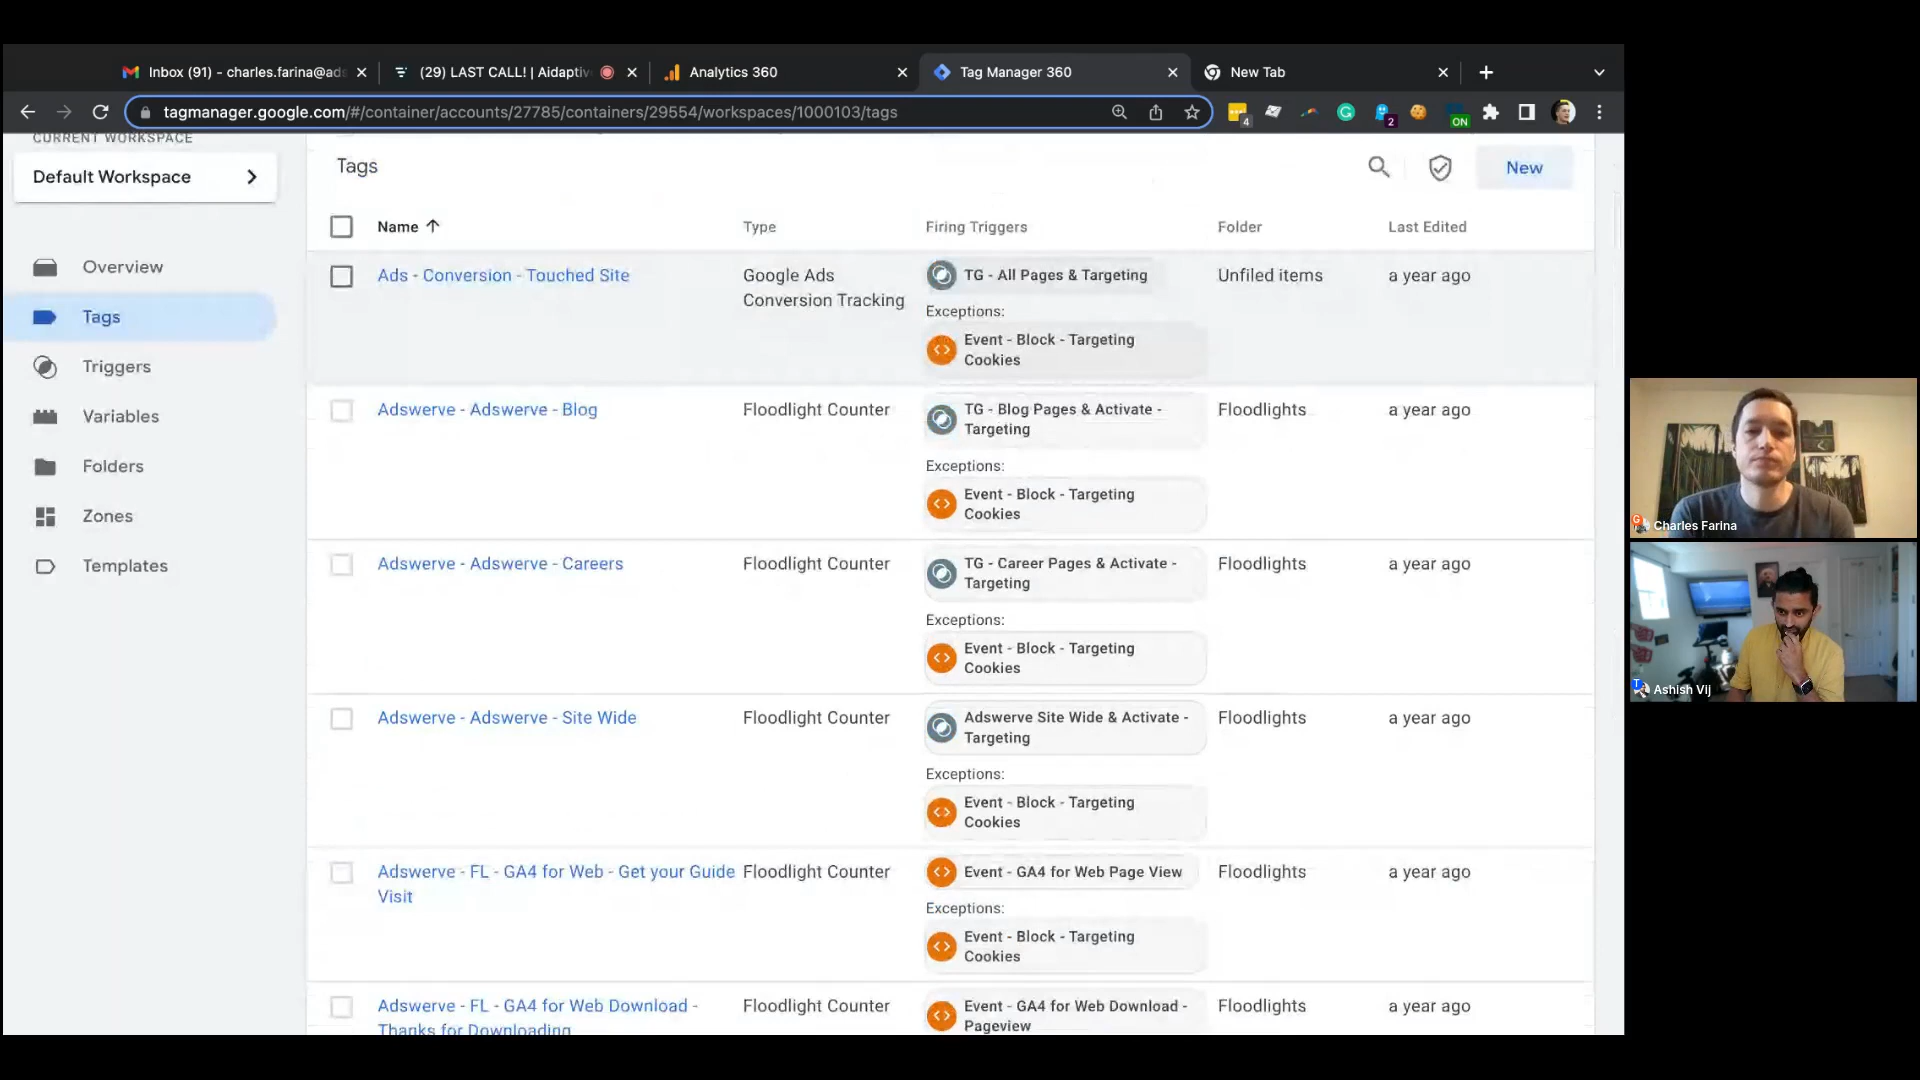 Inbox (91) - charles.farina@ads
(29) LAST CALL! | Aidaptive
Analytics 360
Tag Manager 360
New Tab
tagmanager.google.com/#/container/accounts/27785/containers/29554/workspaces/1000103/tags
4
2
ON
CURRENT WORKSPACE
Default Workspace
Overview
Tags
Triggers
Variables
Folders
Zones
Templates
Tags
New
Name Type Firing Triggers Folder Last Edited
Ads - Conversion - Touched Site
Google Ads
Conversion Tracking
TG - All Pages & Targeting
Exceptions:
Event - Block - Targeting
Cookies
Unfiled items
a year ago
Adswerve - Adswerve - Blog
Floodlight Counter
TG - Blog Pages & Activate -
Targeting
Exceptions:
Event - Block - Targeting
Cookies
Floodlights
a year ago
Adswerve - Adswerve - Careers
Floodlight Counter
TG - Career Pages & Activate -
Targeting
Exceptions:
Event - Block - Targeting
Cookies
Floodlights
a year ago
Adswerve - Adswerve - Site Wide
Floodlight Counter
Adswerve Site Wide & Activate -
Targeting
Exceptions:
Event - Block - Targeting
Cookies
Floodlights
a year ago
Adswerve - FL - GA4 for Web - Get your Guide
Visit
Floodlight Counter
Event - GA4 for Web Page View
Exceptions:
Event - Block - Targeting
Cookies
Floodlights
a year ago
Adswerve - FL - GA4 for Web Download -
Thanks for Downloading
Floodlight Counter
Event - GA4 for Web Download -
Pageview
Floodlights
a year ago
Charles Farina
Ashish Vij